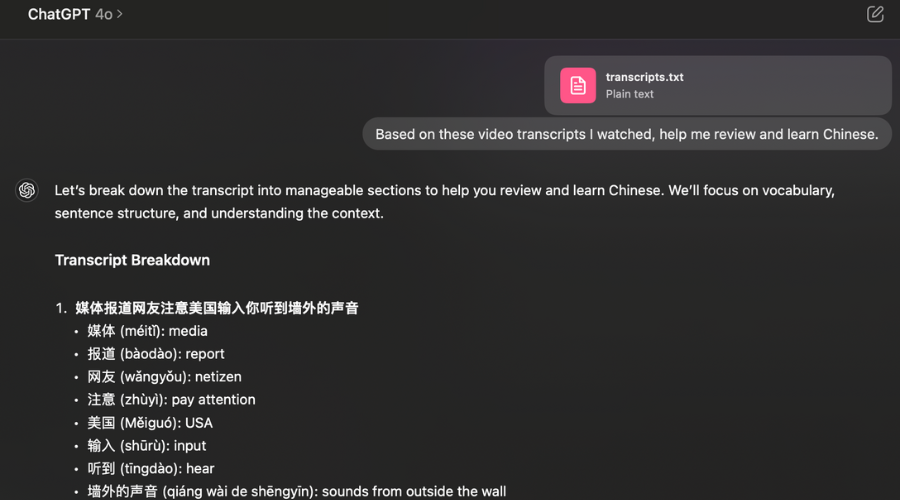 ChatGPT 4o >
transcripts.txt
Plain text
Based on these video transcripts I watched, help me review and learn Chinese.
Let's break down the transcript into manageable sections to help you review and learn Chinese. We'll focus on vocabulary,
sentence structure, and understanding the context.
Transcript Breakdown
1. 媒体报道网友注意美国输入你听到墙外的声音
• 媒体 (méitǐ): media
• 报道 (bàodào): report
• 网友 (wǎngyǒu): netizen
• 注意 (zhùyì): pay attention
• 美国 (Měiguó): USA
• 输入 (shūrù): input
• 听到 (tīngdào): hear
• 墙外的声音 (qiáng wài de shēngyīn): sounds from outside the wall